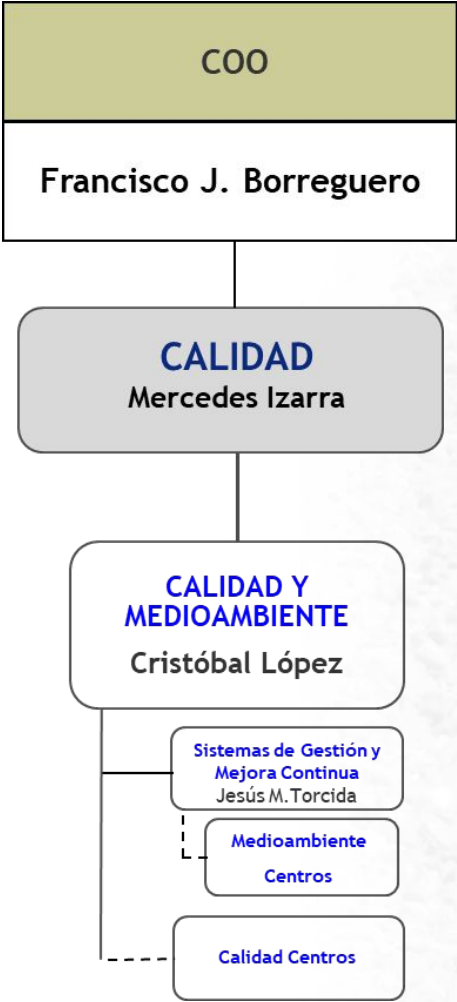 COO
Francisco J. Borreguero
CALIDAD
Mercedes Izarra
CALIDAD Y
MEDIOAMBIENTE
Cristóbal López
Sistemas de Gestión y
Mejora Continua
Jesús M.Torcida
Medioambiente
Centros
Calidad Centros